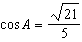 cos A = √21 / 5